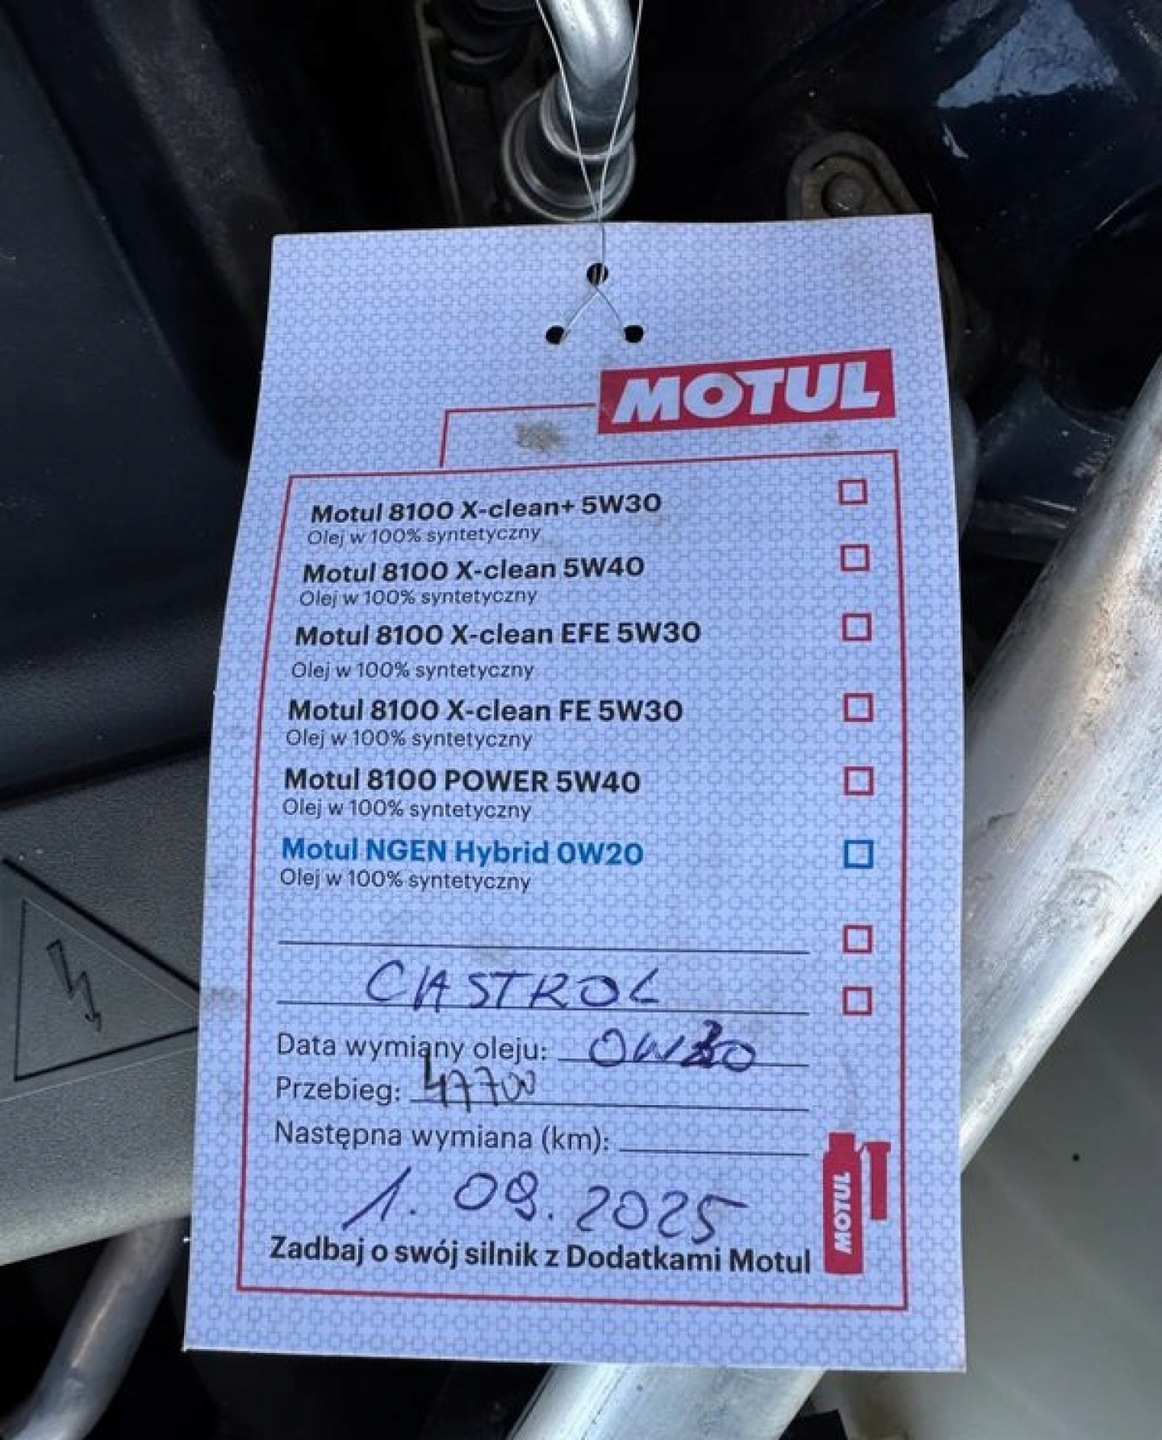 MOTUL
Motul 8100 X-clean+ 5W30
Olej w 100% syntetyczny
Motul 8100 X-clean 5W40
Olej w 100% syntetyczny
Motul 8100 X-clean EFE 5W30
Olej w 100% syntetyczny
Motul 8100 X-clean FE 5W30
Olej w 100% syntetyczny
Motul 8100 POWER 5W40
Olej w 100% syntetyczny
Motul NGEN Hybrid 0W20
Olej w 100% syntetyczny
CASTROL
Data wymiany oleju:
Przebieg: 47700
Następna wymiana (km):
1. 09. 2025
MOTUL
Zadbaj o swój silnik z Dodatkami Motul